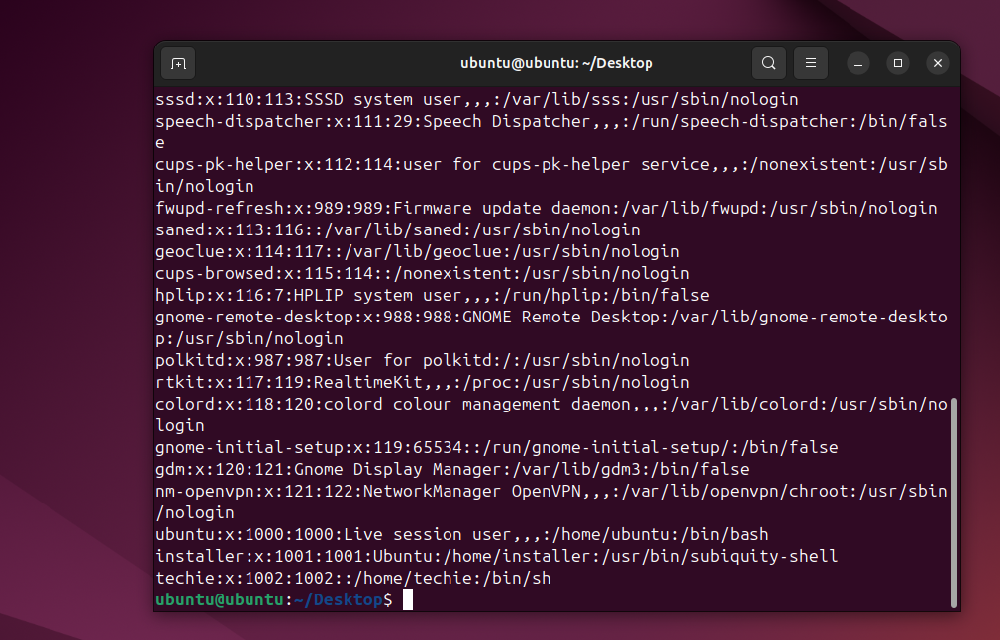 ubuntu@ubuntu: ~/Desktop
sssd:x:110:113:SSSD system user,,,:/var/lib/sss:/usr/sbin/nologin
speech-dispatcher:x:111:29:Speech Dispatcher,,,:/run/speech-dispatcher:/bin/fals
e
cups-pk-helper:x:112:114:user for cups-pk-helper service,,,:/nonexistent:/usr/sb
in/nologin
fwupd-refresh:x:989:989:Firmware update daemon:/var/lib/fwupd:/usr/sbin/nologin
saned:x:113:116::/var/lib/saned:/usr/sbin/nologin
geoclue:x:114:117::/var/lib/geoclue:/usr/sbin/nologin
cups-browsed:x:115:114::/nonexistent:/usr/sbin/nologin
hplip:x:116:7:HPLIP system user,,,:/run/hplip:/bin/false
gnome-remote-desktop:x:988:988:GNOME Remote Desktop:/var/lib/gnome-remote-deskto
p:/usr/sbin/nologin
polkitd:x:987:987:User for polkitd:/:/usr/sbin/nologin
rtkit:x:117:119:RealtimeKit,,,:/proc:/usr/sbin/nologin
colord:x:118:120:colord colour management daemon,,,:/var/lib/colord:/usr/sbin/no
login
gnome-initial-setup:x:119:65534::/run/gnome-initial-setup/:/bin/false
gdm:x:120:121:Gnome Display Manager:/var/lib/gdm3:/bin/false
nm-openvpn:x:121:122:NetworkManager OpenVPN,,,:/var/lib/openvpn/chroot:/usr/sbin
/nologin
ubuntu:x:1000:1000:Live session user,,,:/home/ubuntu:/bin/bash
installer:x:1001:1001:Ubuntu:/home/installer:/usr/bin/subiquity-shell
techie:x:1002:1002::/home/techie:/bin/sh
ubuntu@ubuntu:~/Desktop$